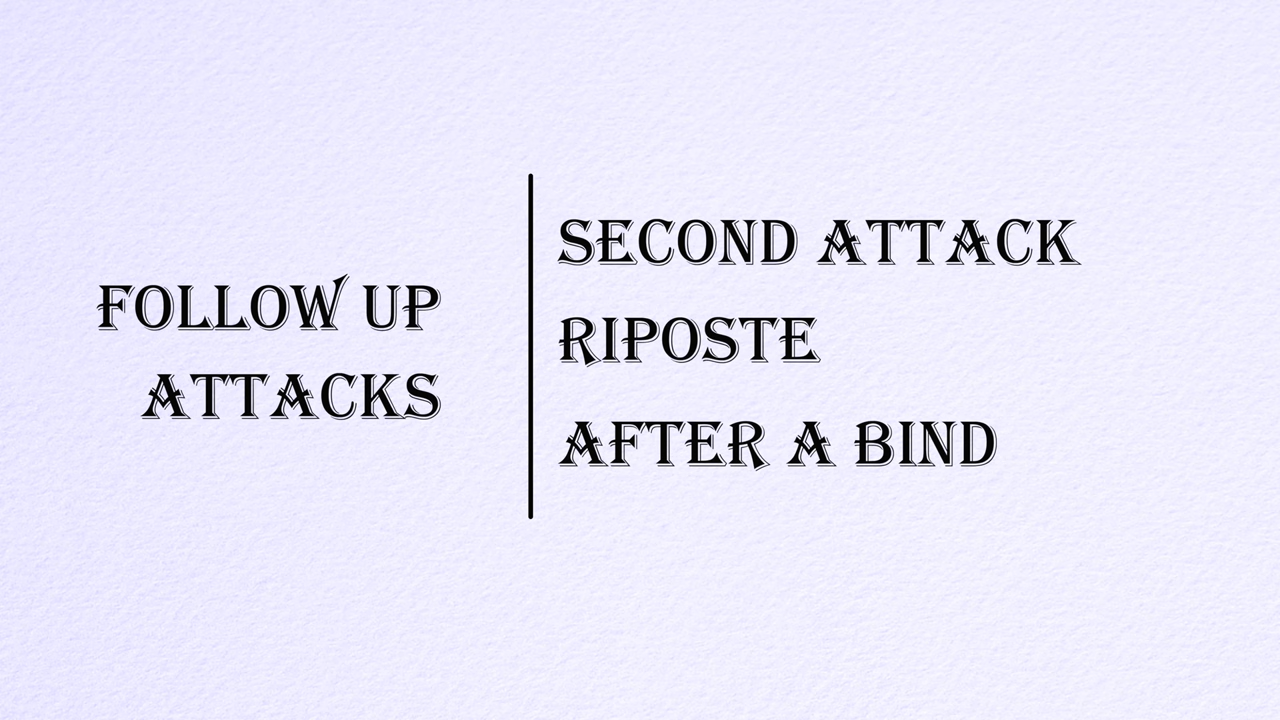 FOLLOW UP
ATTACKS
SECOND ATTACK
RIPOSTE
AFTER A BIND